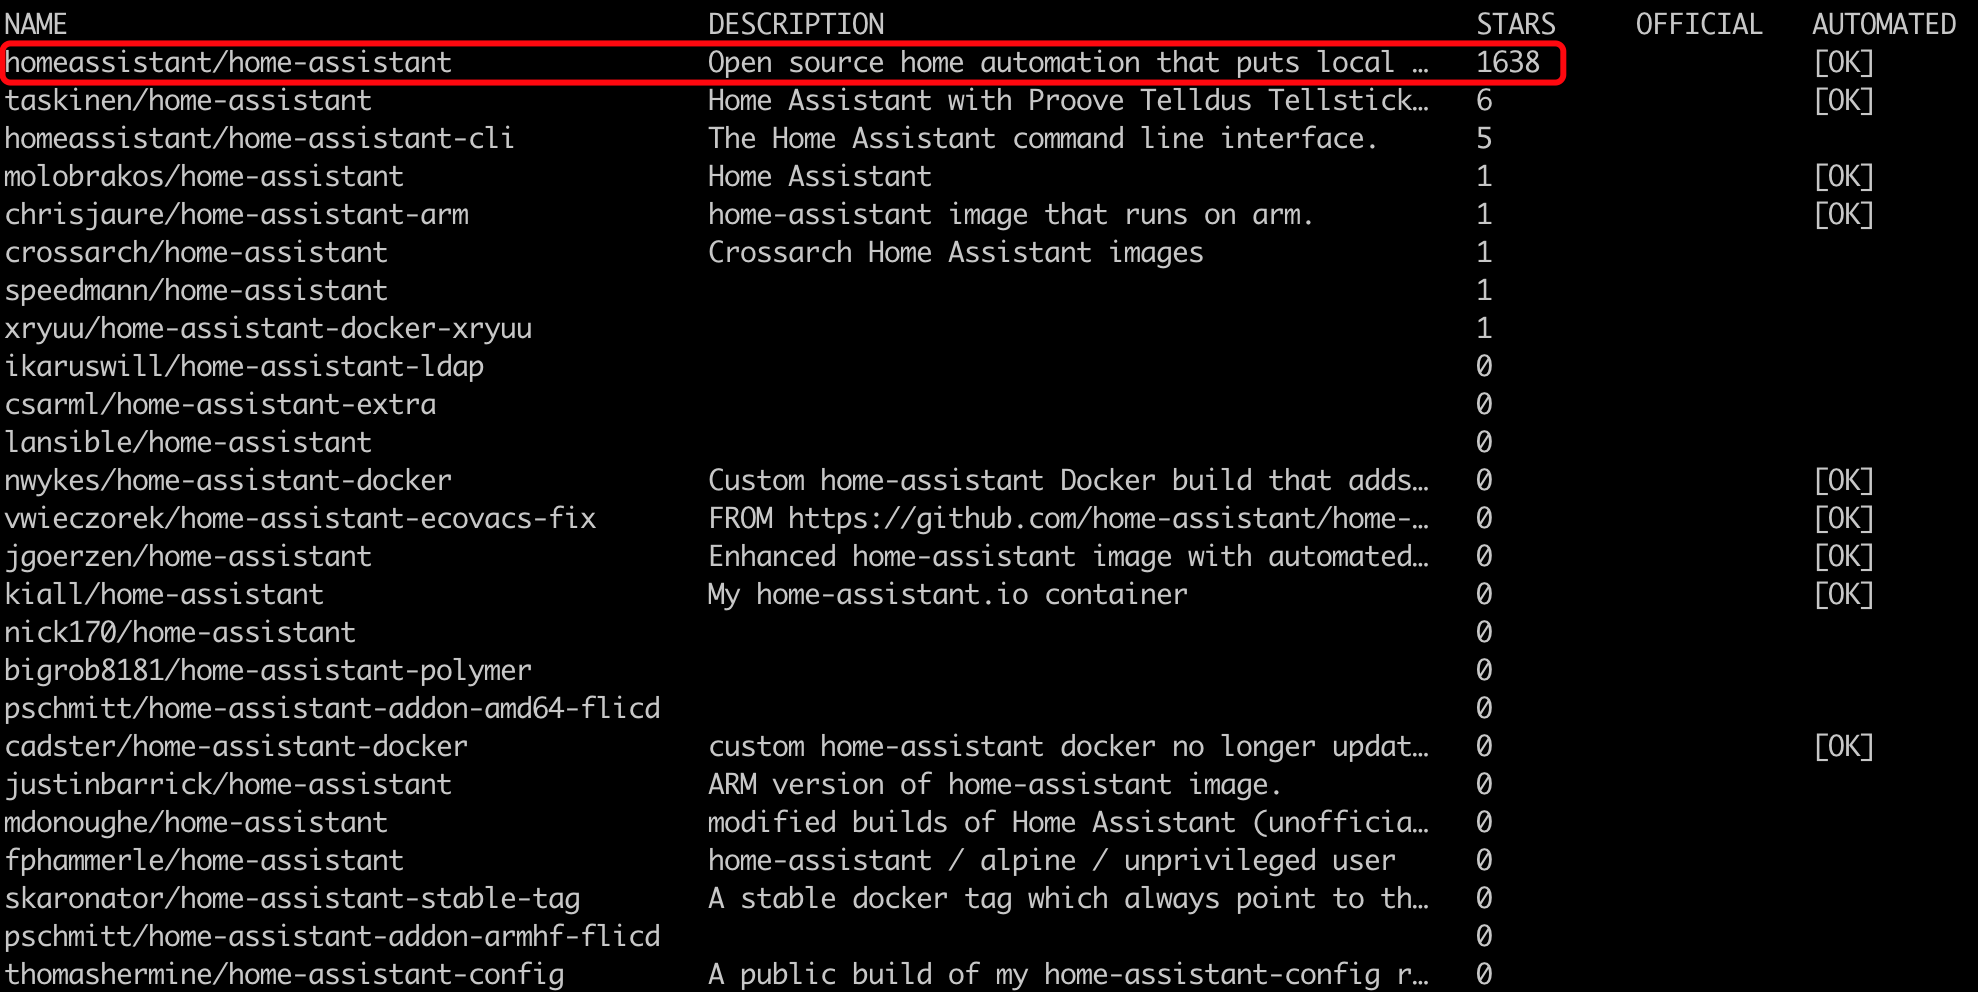 NAME DESCRIPTION STARS OFFICIAL AUTOMATED
homeassistant/home-assistant Open source home automation that puts local … 1638 [OK]
taskinen/home-assistant Home Assistant with Proove Telldus Tellstick… 6 [OK]
homeassistant/home-assistant-cli The Home Assistant command line interface. 5
molobrakos/home-assistant Home Assistant 1 [OK]
chrisjaure/home-assistant-arm home-assistant image that runs on arm. 1 [OK]
crossarch/home-assistant Crossarch Home Assistant images 1
speedmann/home-assistant 1
xryuu/home-assistant-docker-xryuu 1
ikaruswill/home-assistant-ldap 0
csarml/home-assistant-extra 0
lansible/home-assistant 0
nwykes/home-assistant-docker Custom home-assistant Docker build that adds… 0 [OK]
vwieczorek/home-assistant-ecovacs-fix FROM https://github.com/home-assistant/home-… 0 [OK]
jgoerzen/home-assistant Enhanced home-assistant image with automated… 0 [OK]
kiall/home-assistant My home-assistant.io container 0 [OK]
nick170/home-assistant 0
bigrob8181/home-assistant-polymer 0
pschmitt/home-assistant-addon-amd64-flicd 0
cadster/home-assistant-docker custom home-assistant docker no longer updat… 0 [OK]
justinbarrick/home-assistant ARM version of home-assistant image. 0
mdonoughe/home-assistant modified builds of Home Assistant (unofficia… 0
fphammerle/home-assistant home-assistant / alpine / unprivileged user 0
skaronator/home-assistant-stable-tag A stable docker tag which always point to th… 0
pschmitt/home-assistant-addon-armhf-flicd 0
thomashermine/home-assistant-config A public build of my home-assistant-config r… 0